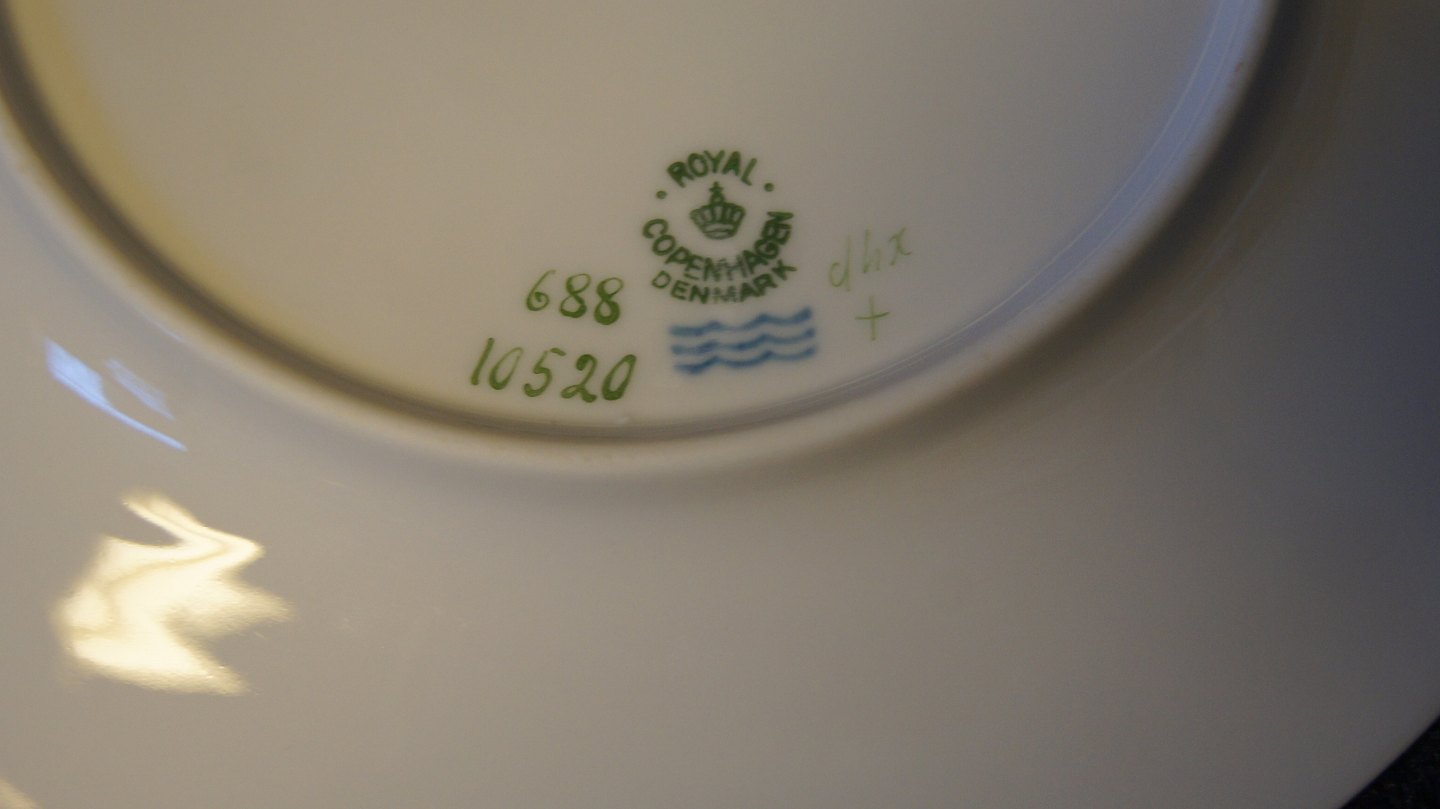 ROYAL
COPENHAGEN
DENMARK
688
10520
dhx
+